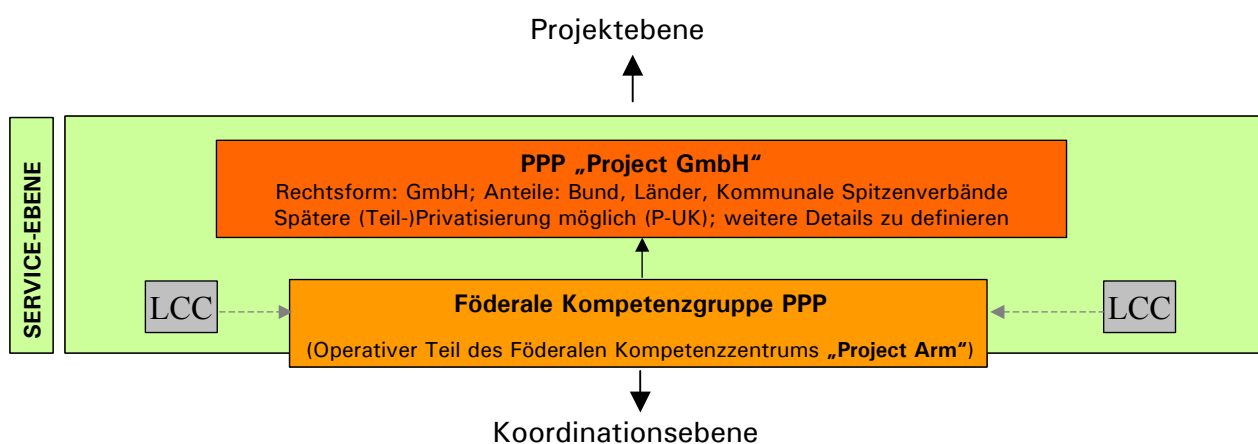 Projektebene
SERVICE-EBENE
PPP „Project GmbH“
Rechtsform: GmbH; Anteile: Bund, Länder, Kommunale Spitzenverbände
Spätere (Teil-)Privatisierung möglich (P-UK); weitere Details zu definieren
LCC
Föderale Kompetenzgruppe PPP
(Operativer Teil des Föderalen Kompetenzzentrums „Project Arm“)
LCC
Koordinationsebene